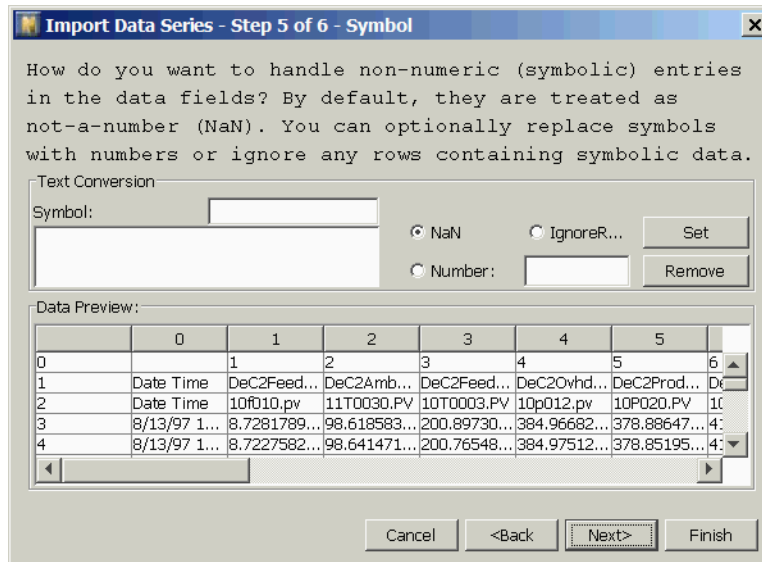 Import Data Series - Step 5 of 6 - Symbol
How do you want to handle non-numeric (symbolic) entries
in the data fields? By default, they are treated as
not-a-number (NaN). You can optionally replace symbols
with numbers or ignore any rows containing symbolic data.
Text Conversion
Symbol:
NaN IgnoreR... Set
Number: Remove
Data Preview:
0 1 2 3 4 5
0 1 2 3 4 5 6
1 Date Time DeC2Feed... DeC2Amb... DeC2Feed... DeC2Ovhd... DeC2Prod... De
2 Date Time 10f010.pv 11T0030.PV 10T0003.PV 10p012.pv 10P020.PV 10
3 8/13/97 1... 8.7281789... 98.618583... 200.89730... 384.96682... 378.88647... 41
4 8/13/97 1... 8.7227582... 98.641471... 200.76548... 384.97512... 378.85195... 41
Cancel <Back Next> Finish